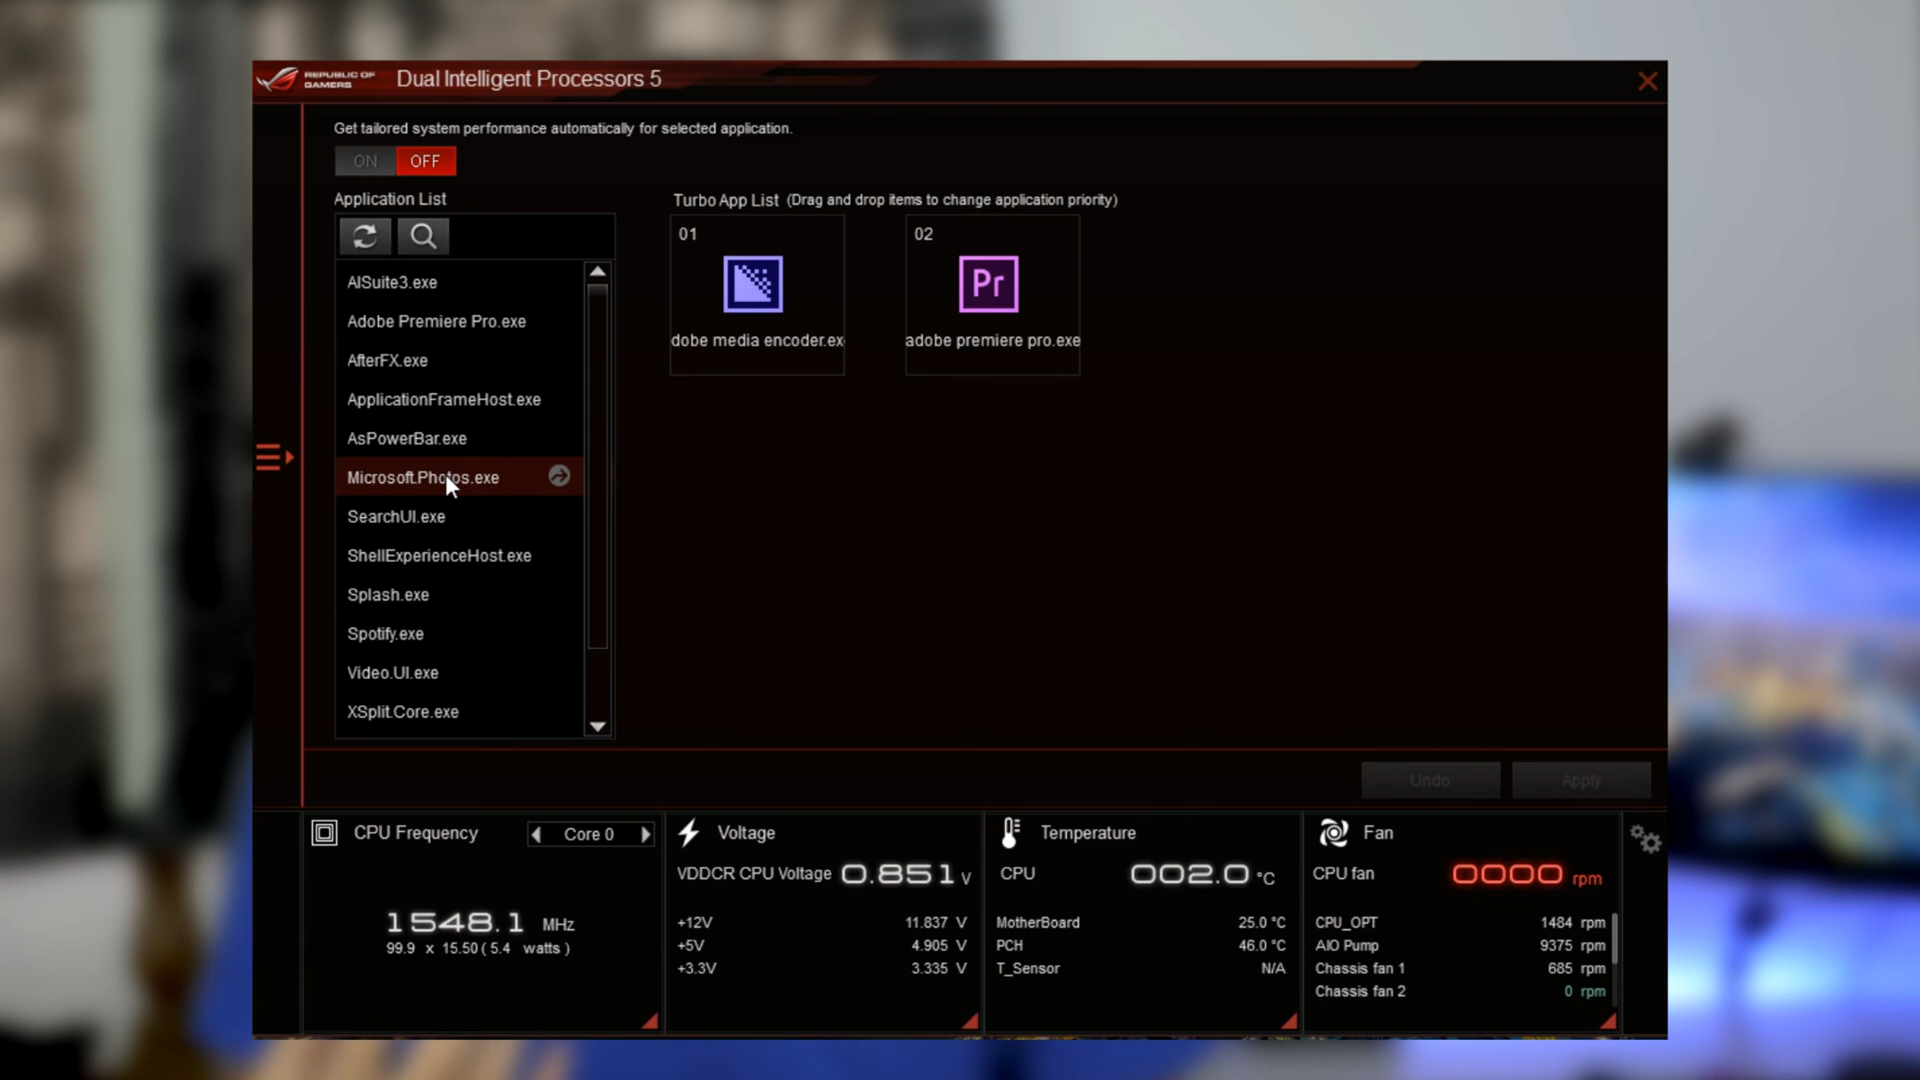 REPUBLIC OF
GAMERS
Dual Intelligent Processors 5
Get tailored system performance automatically for selected application.
ON OFF
Application List
Turbo App List (Drag and drop items to change application priority)
01
02
Pr
dobe media encoder.ex
adobe premiere pro.exe
AISuite3.exe
Adobe Premiere Pro.exe
AfterFX.exe
ApplicationFrameHost.exe
AsPowerBar.exe
Microsoft.Photos.exe
SearchUI.exe
ShellExperienceHost.exe
Splash.exe
Spotify.exe
Video.UI.exe
XSplit.Core.exe
Undo
Apply
CPU Frequency
Core 0
1548.1 MHz
99.9 x 15.50 ( 5.4 watts )
Voltage
VDDCR CPU Voltage 0.851 V
+12V 11.837 V
+5V 4.905 V
+3.3V 3.335 V
Temperature
CPU 002.0 °C
MotherBoard 25.0 °C
PCH 46.0 °C
T_Sensor N/A
Fan
CPU fan 0000 rpm
CPU_OPT 1484 rpm
AIO Pump 9375 rpm
Chassis fan 1 685 rpm
Chassis fan 2 0 rpm